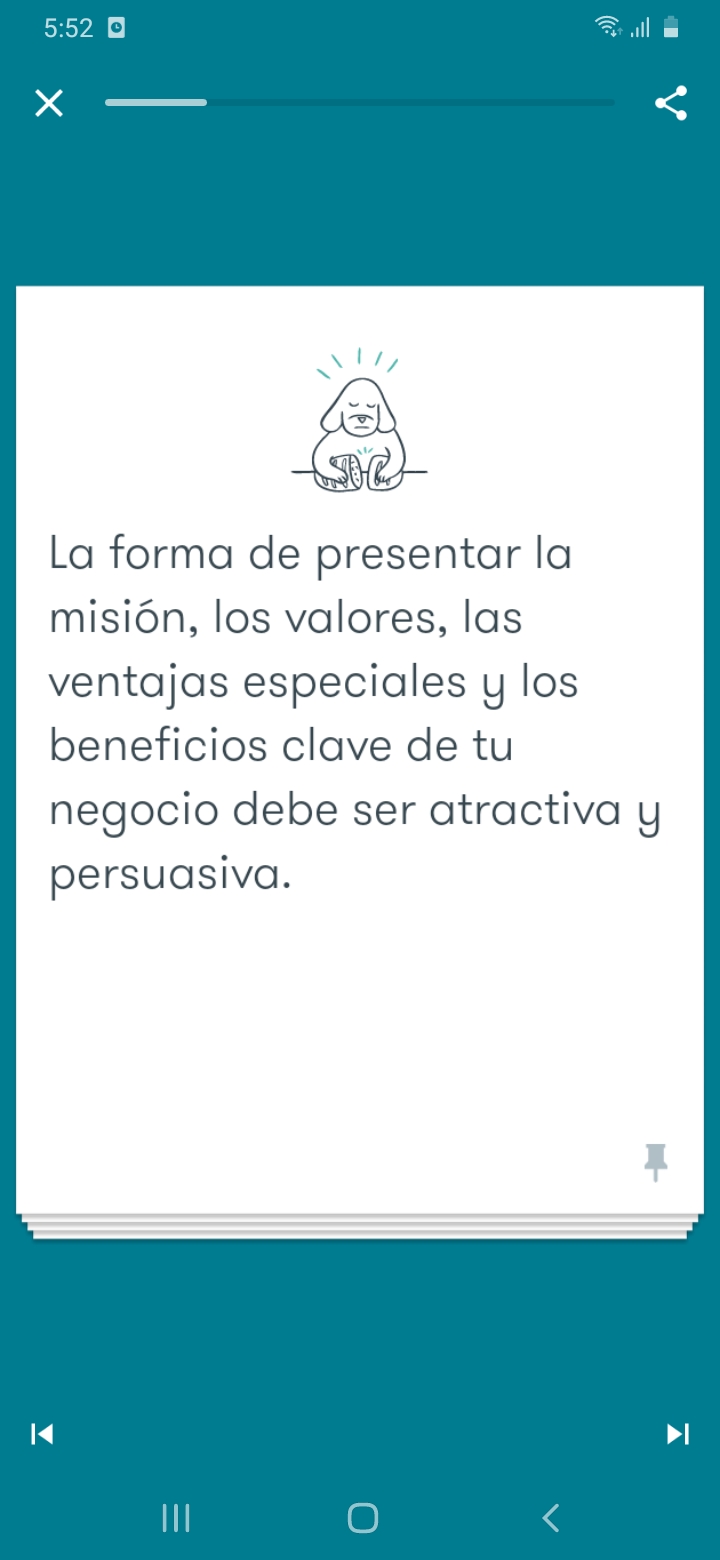 5:52
La forma de presentar la
misión, los valores, las
ventajas especiales y los
beneficios clave de tu
negocio debe ser atractiva y
persuasiva.